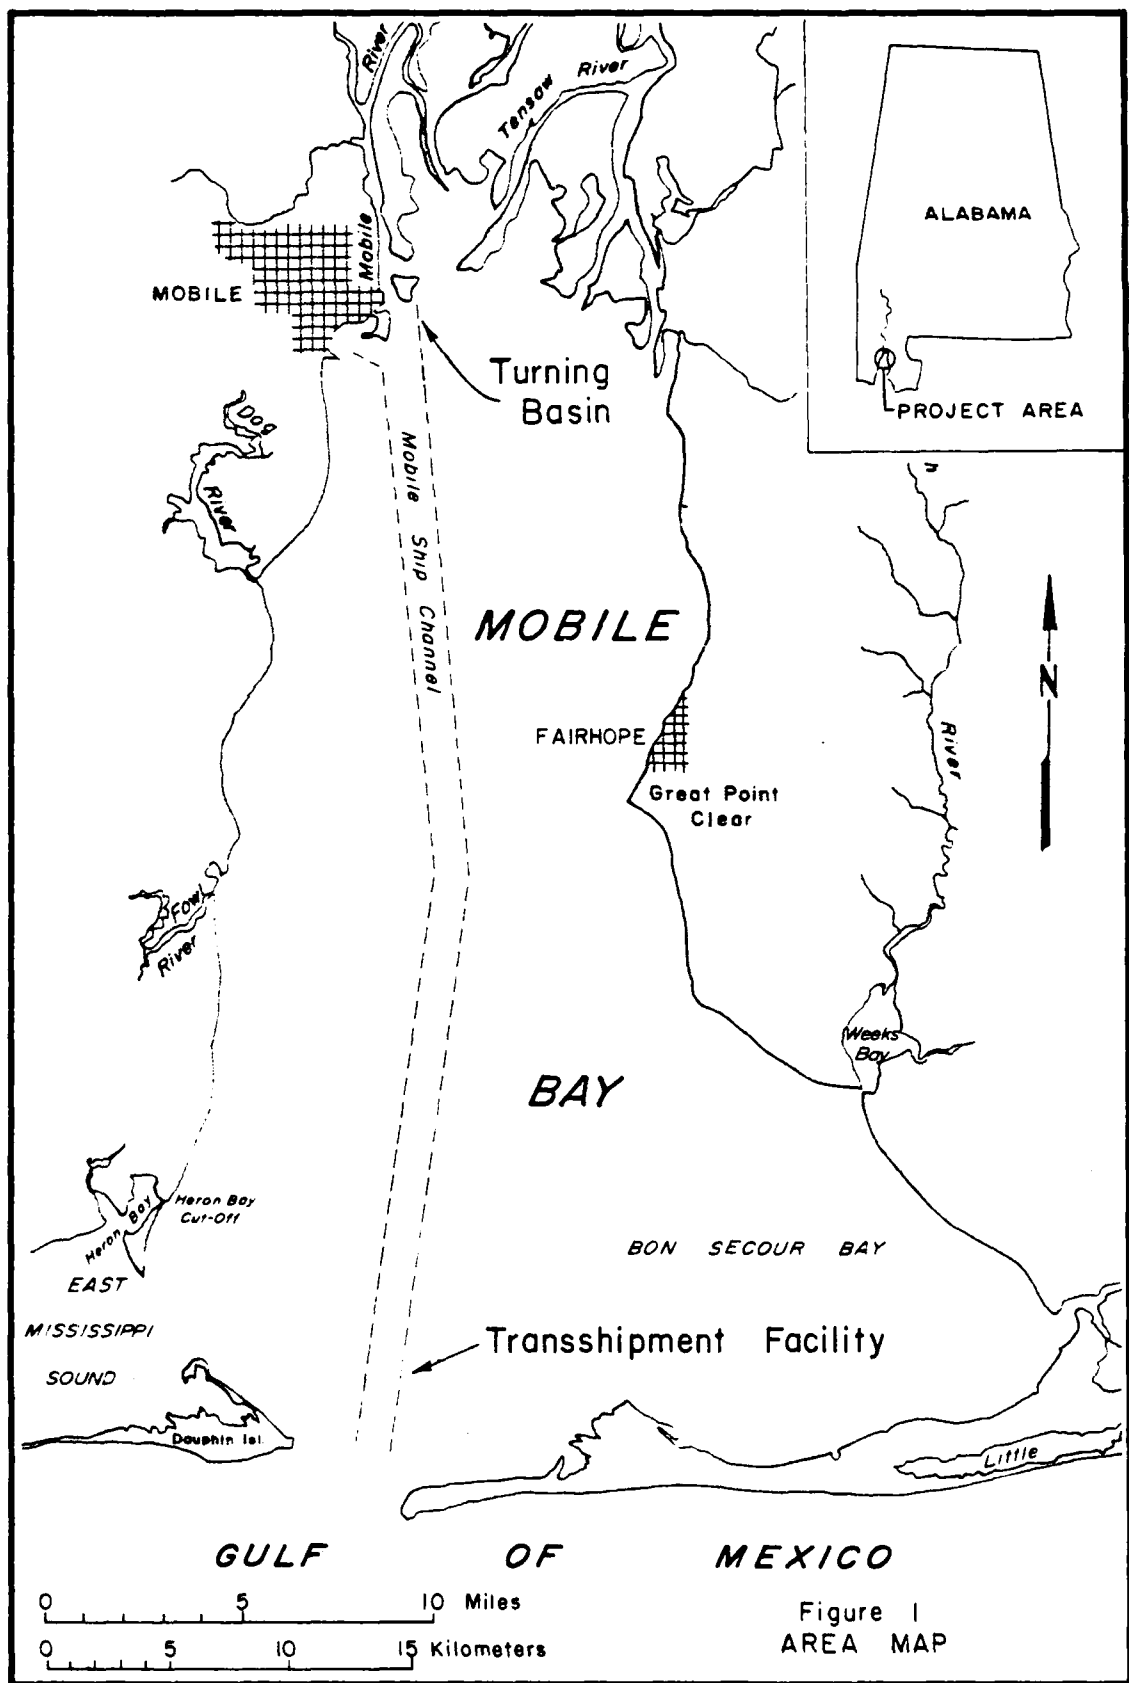 River
Tensaw River
Mobile
MOBILE
ALABAMA
PROJECT AREA
Turning
Basin
Dog
River
Mobile Ship Channel
MOBILE
N
FAIRHOPE
River
Great Point
Clear
Fowl
River
Weeks
Bay
BAY
Heron Bay
Heron Bay
Cut-Off
BON SECOUR BAY
EAST
MISSISSIPPI
SOUND
Transshipment Facility
Dauphin Isl.
Little
GULF OF MEXICO
0 5 10 Miles
0 5 10 15 Kilometers
Figure 1
AREA MAP